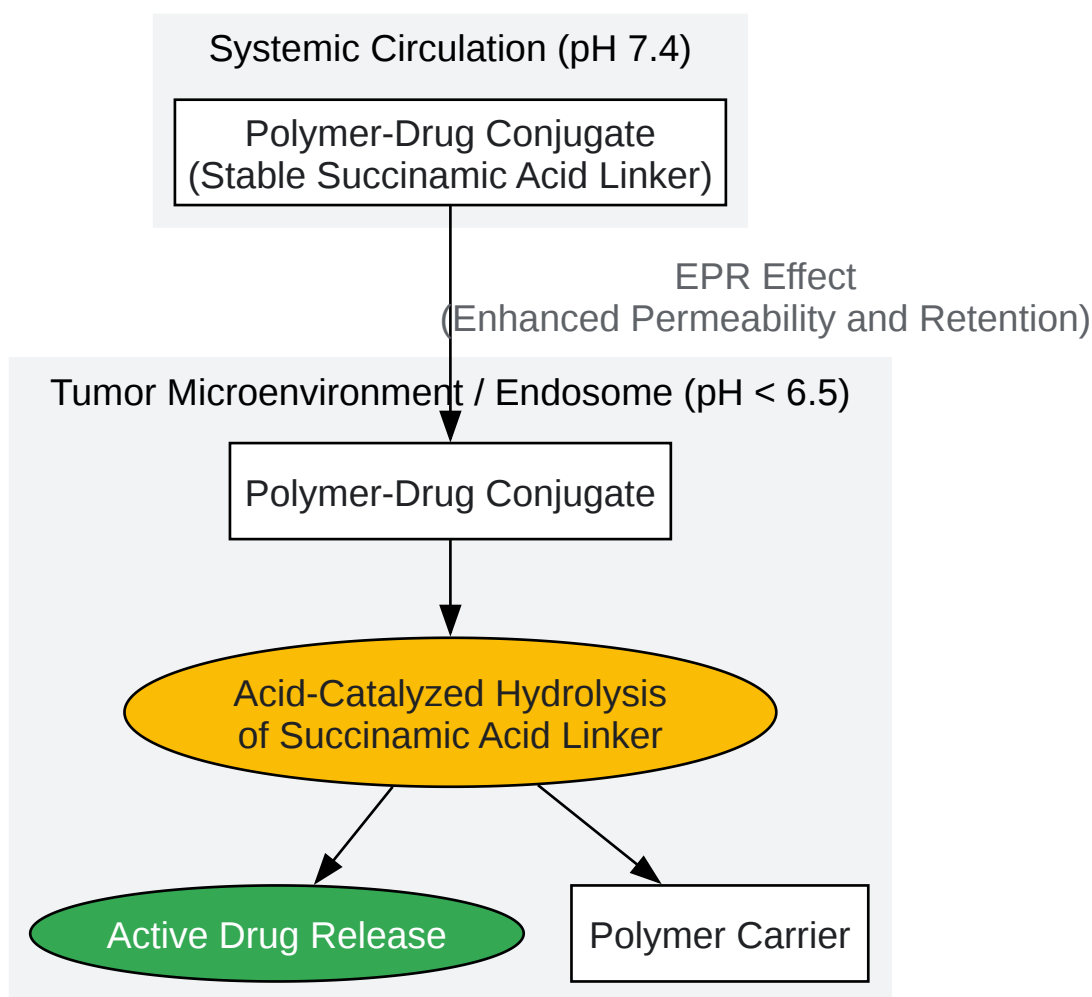 Systemic Circulation (pH 7.4)
Polymer-Drug Conjugate
(Stable Succinamic Acid Linker)
EPR Effect
(Enhanced Permeability and Retention)
Tumor Microenvironment / Endosome (pH < 6.5)
Polymer-Drug Conjugate
Acid-Catalyzed Hydrolysis
of Succinamic Acid Linker
Active Drug Release
Polymer Carrier